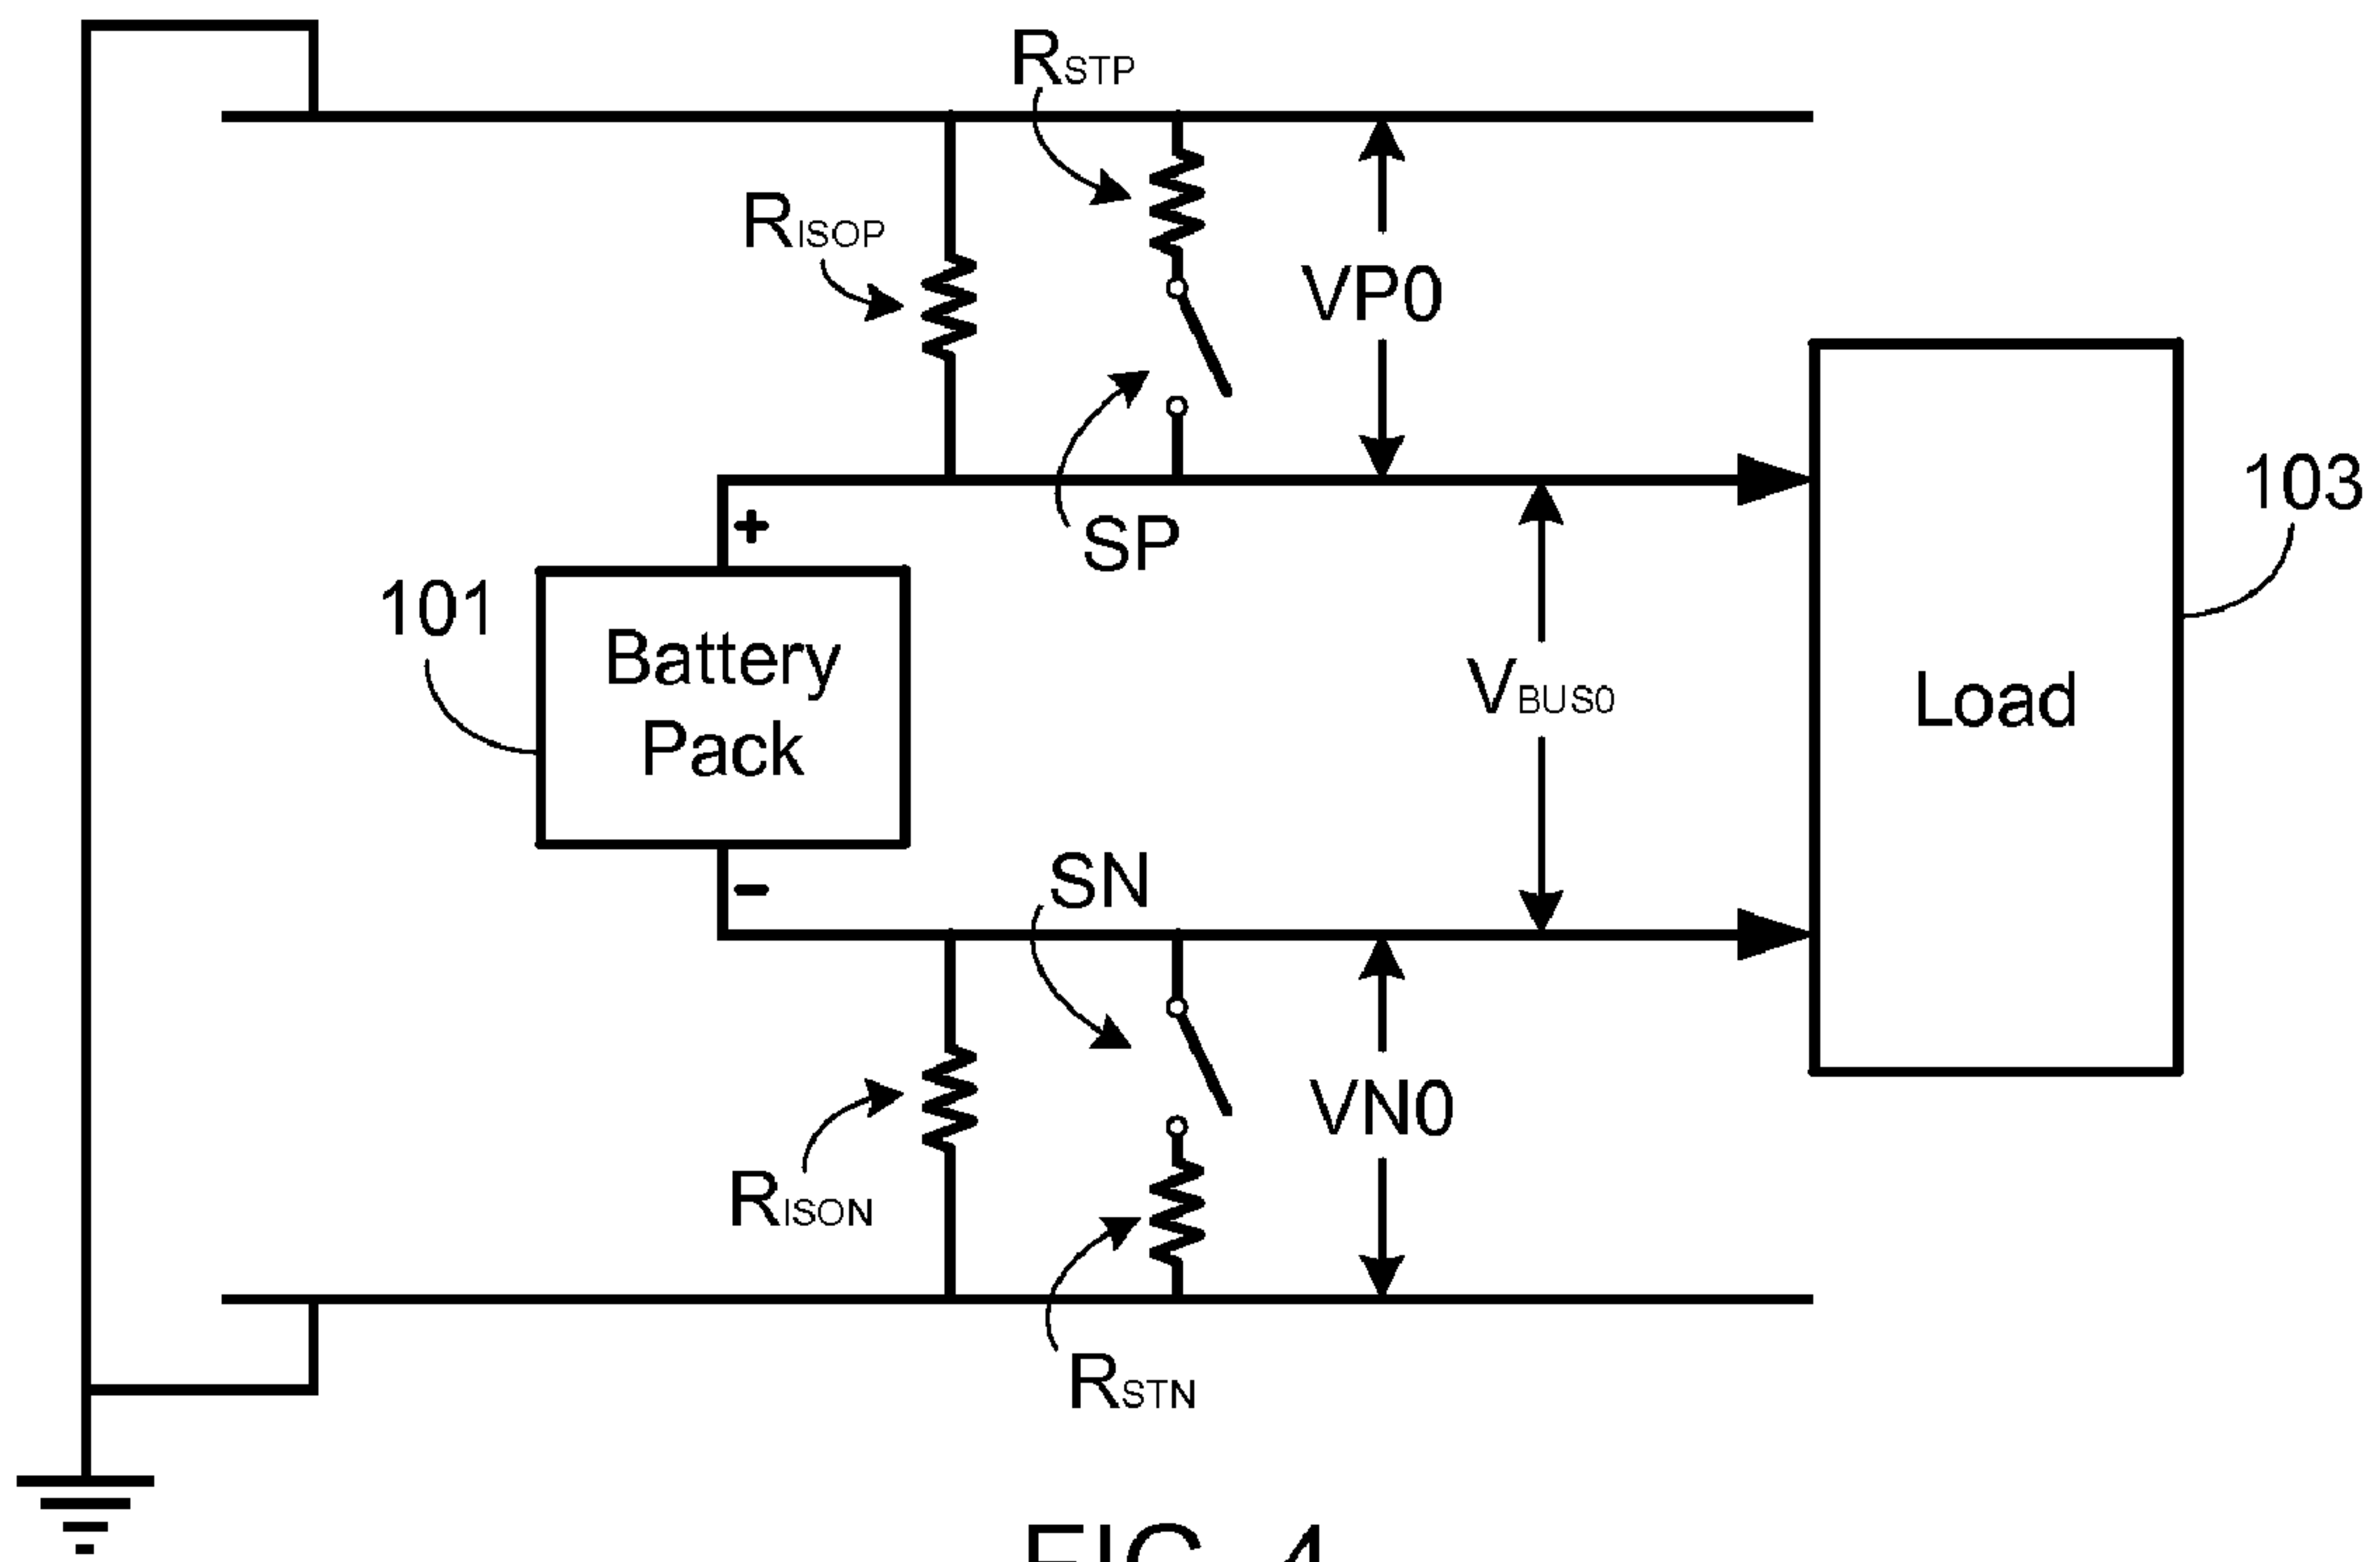 RSTP
RISOP
VP0
SP
103
+
101
Battery
Pack
VBUS0
Load
-
SN
VN0
RISON
RSTN
FIG. 4